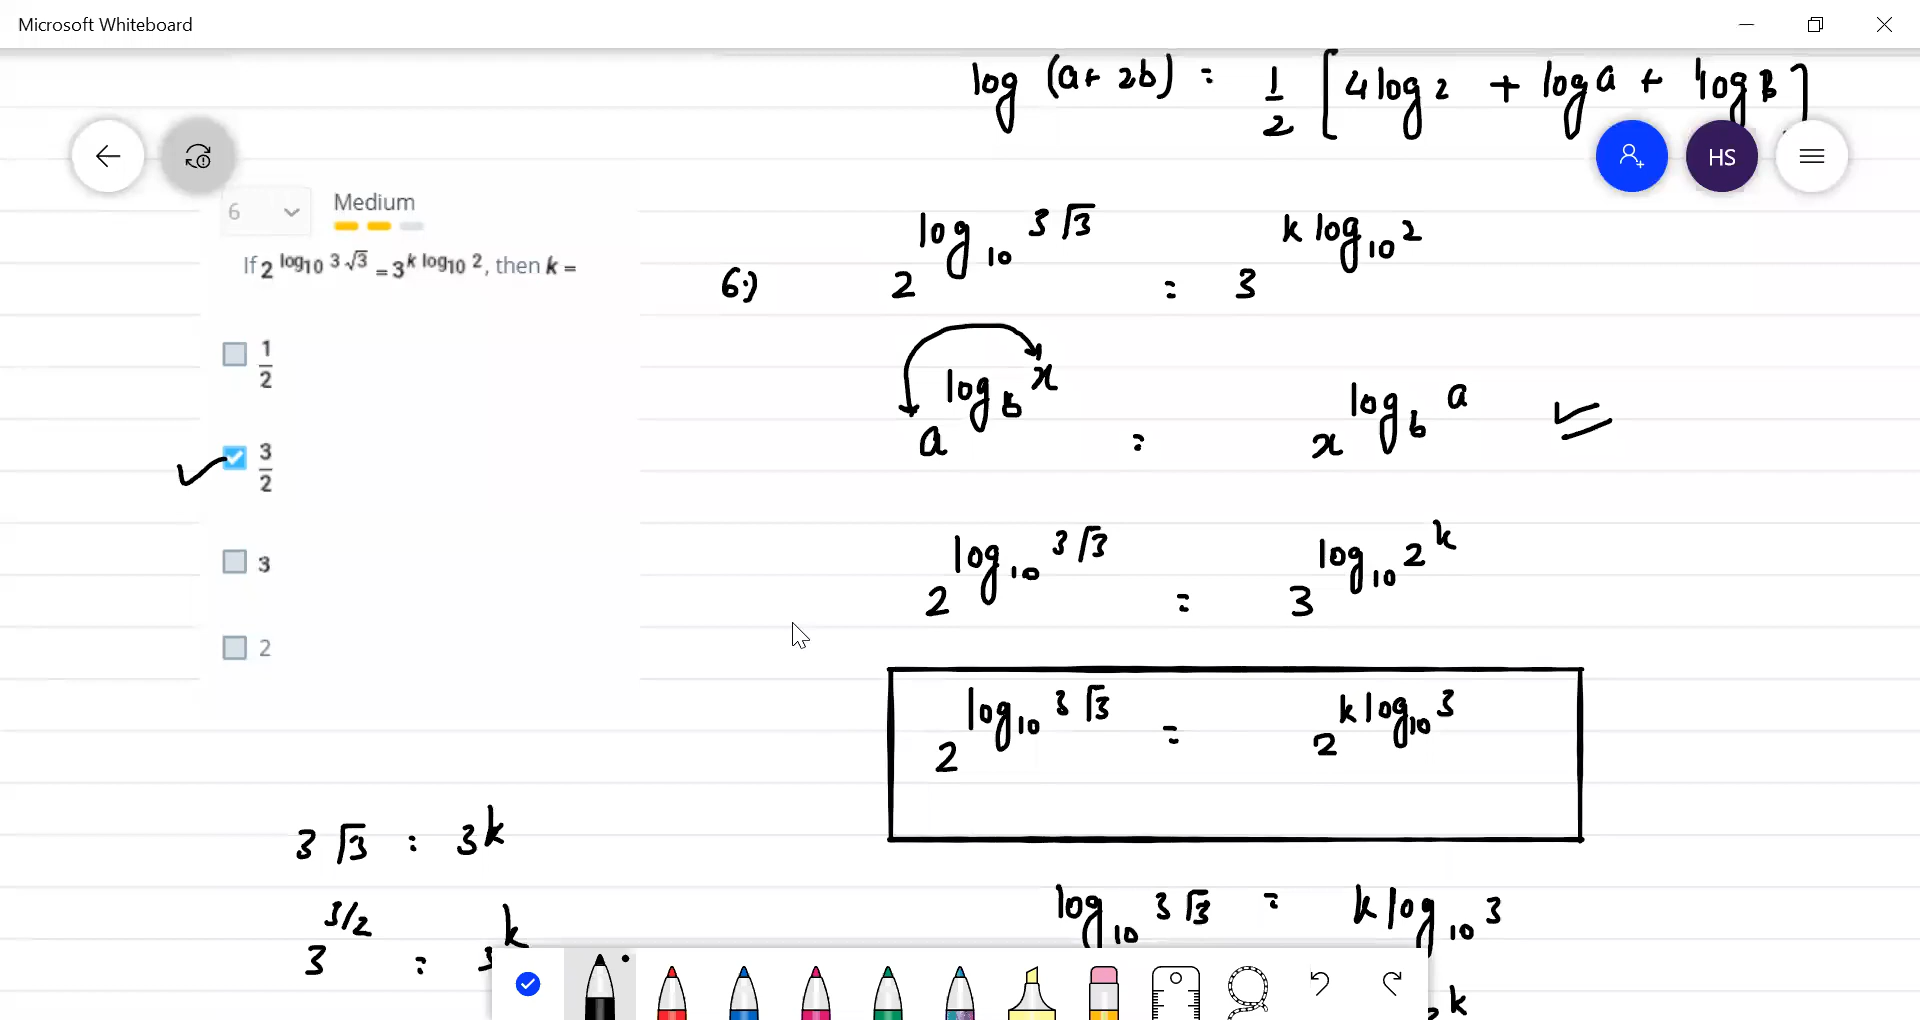 Microsoft Whiteboard
log (a+2b) = 1/2 [4log2 + log a + log b]
HS
6
Medium
If 2^(log10 3√3) = 3^(k log10 2), then k =
1/2
3/2
3
2
6.) 2^(log₁₀ 3√3) = 3^(k log₁₀ 2)
a^(log_b x) = x^(log_b a)
2^(log₁₀ 3√3) = 3^(log₁₀ 2^k)
2^(log₁₀ 3√3) = 2^(k log₁₀ 3)
3√3 = 3^k
log₁₀ 3√3 = k log₁₀ 3
3^(3/2) = 3^k